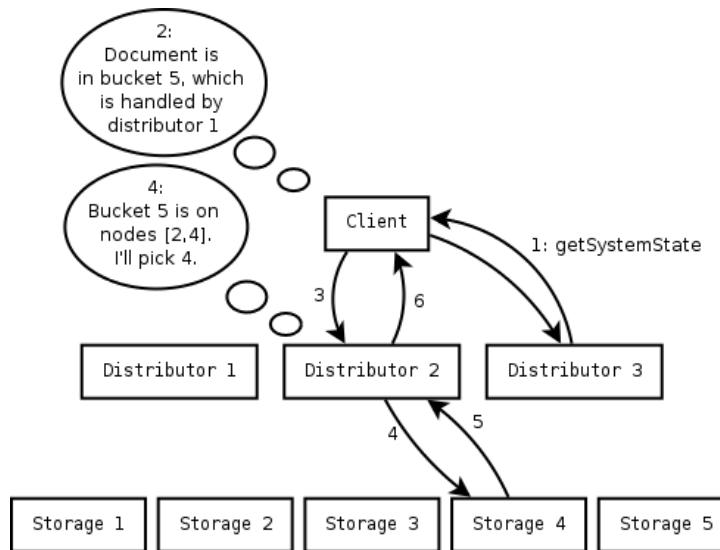 2:
Document is
in bucket 5, which
is handled by
distributor 1
4:
Bucket 5 is on
nodes [2,4].
I'll pick 4.
Client
1: getSystemState
3
6
Distributor 1
Distributor 2
Distributor 3
4
5
Storage 1
Storage 2
Storage 3
Storage 4
Storage 5